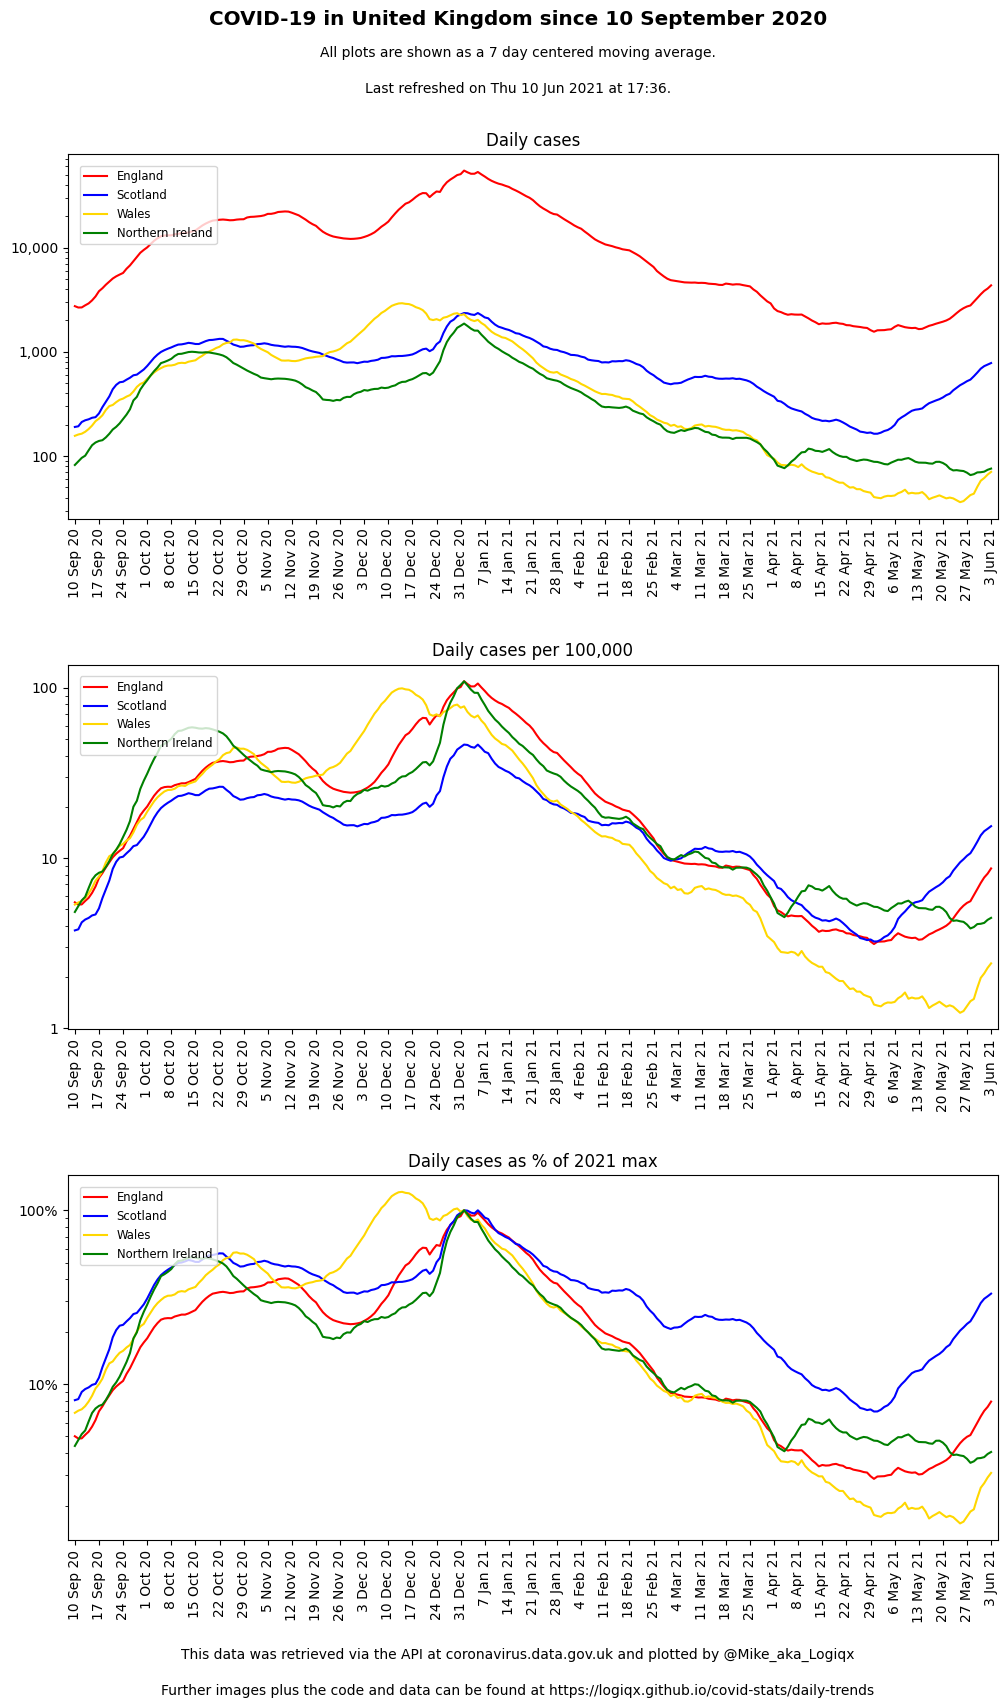 COVID-19 in United Kingdom since 10 September 2020
All plots are shown as a 7 day centered moving average.
Last refreshed on Thu 10 Jun 2021 at 17:36.
Daily cases
England
Scotland
Wales
Northern Ireland
10,000
1,000
100
10 Sep 20
17 Sep 20
24 Sep 20
1 Oct 20
8 Oct 20
15 Oct 20
22 Oct 20
29 Oct 20
5 Nov 20
12 Nov 20
19 Nov 20
26 Nov 20
3 Dec 20
10 Dec 20
17 Dec 20
24 Dec 20
31 Dec 20
7 Jan 21
14 Jan 21
21 Jan 21
28 Jan 21
4 Feb 21
11 Feb 21
18 Feb 21
25 Feb 21
4 Mar 21
11 Mar 21
18 Mar 21
25 Mar 21
1 Apr 21
8 Apr 21
15 Apr 21
22 Apr 21
29 Apr 21
6 May 21
13 May 21
20 May 21
27 May 21
3 Jun 21
Daily cases per 100,000
England
Scotland
Wales
Northern Ireland
100
10
1
10 Sep 20
17 Sep 20
24 Sep 20
1 Oct 20
8 Oct 20
15 Oct 20
22 Oct 20
29 Oct 20
5 Nov 20
12 Nov 20
19 Nov 20
26 Nov 20
3 Dec 20
10 Dec 20
17 Dec 20
24 Dec 20
31 Dec 20
7 Jan 21
14 Jan 21
21 Jan 21
28 Jan 21
4 Feb 21
11 Feb 21
18 Feb 21
25 Feb 21
4 Mar 21
11 Mar 21
18 Mar 21
25 Mar 21
1 Apr 21
8 Apr 21
15 Apr 21
22 Apr 21
29 Apr 21
6 May 21
13 May 21
20 May 21
27 May 21
3 Jun 21
Daily cases as % of 2021 max
England
Scotland
Wales
Northern Ireland
100%
10%
10 Sep 20
17 Sep 20
24 Sep 20
1 Oct 20
8 Oct 20
15 Oct 20
22 Oct 20
29 Oct 20
5 Nov 20
12 Nov 20
19 Nov 20
26 Nov 20
3 Dec 20
10 Dec 20
17 Dec 20
24 Dec 20
31 Dec 20
7 Jan 21
14 Jan 21
21 Jan 21
28 Jan 21
4 Feb 21
11 Feb 21
18 Feb 21
25 Feb 21
4 Mar 21
11 Mar 21
18 Mar 21
25 Mar 21
1 Apr 21
8 Apr 21
15 Apr 21
22 Apr 21
29 Apr 21
6 May 21
13 May 21
20 May 21
27 May 21
3 Jun 21
This data was retrieved via the API at coronavirus.data.gov.uk and plotted by @Mike_aka_Logiqx
Further images plus the code and data can be found at https://logiqx.github.io/covid-stats/daily-trends